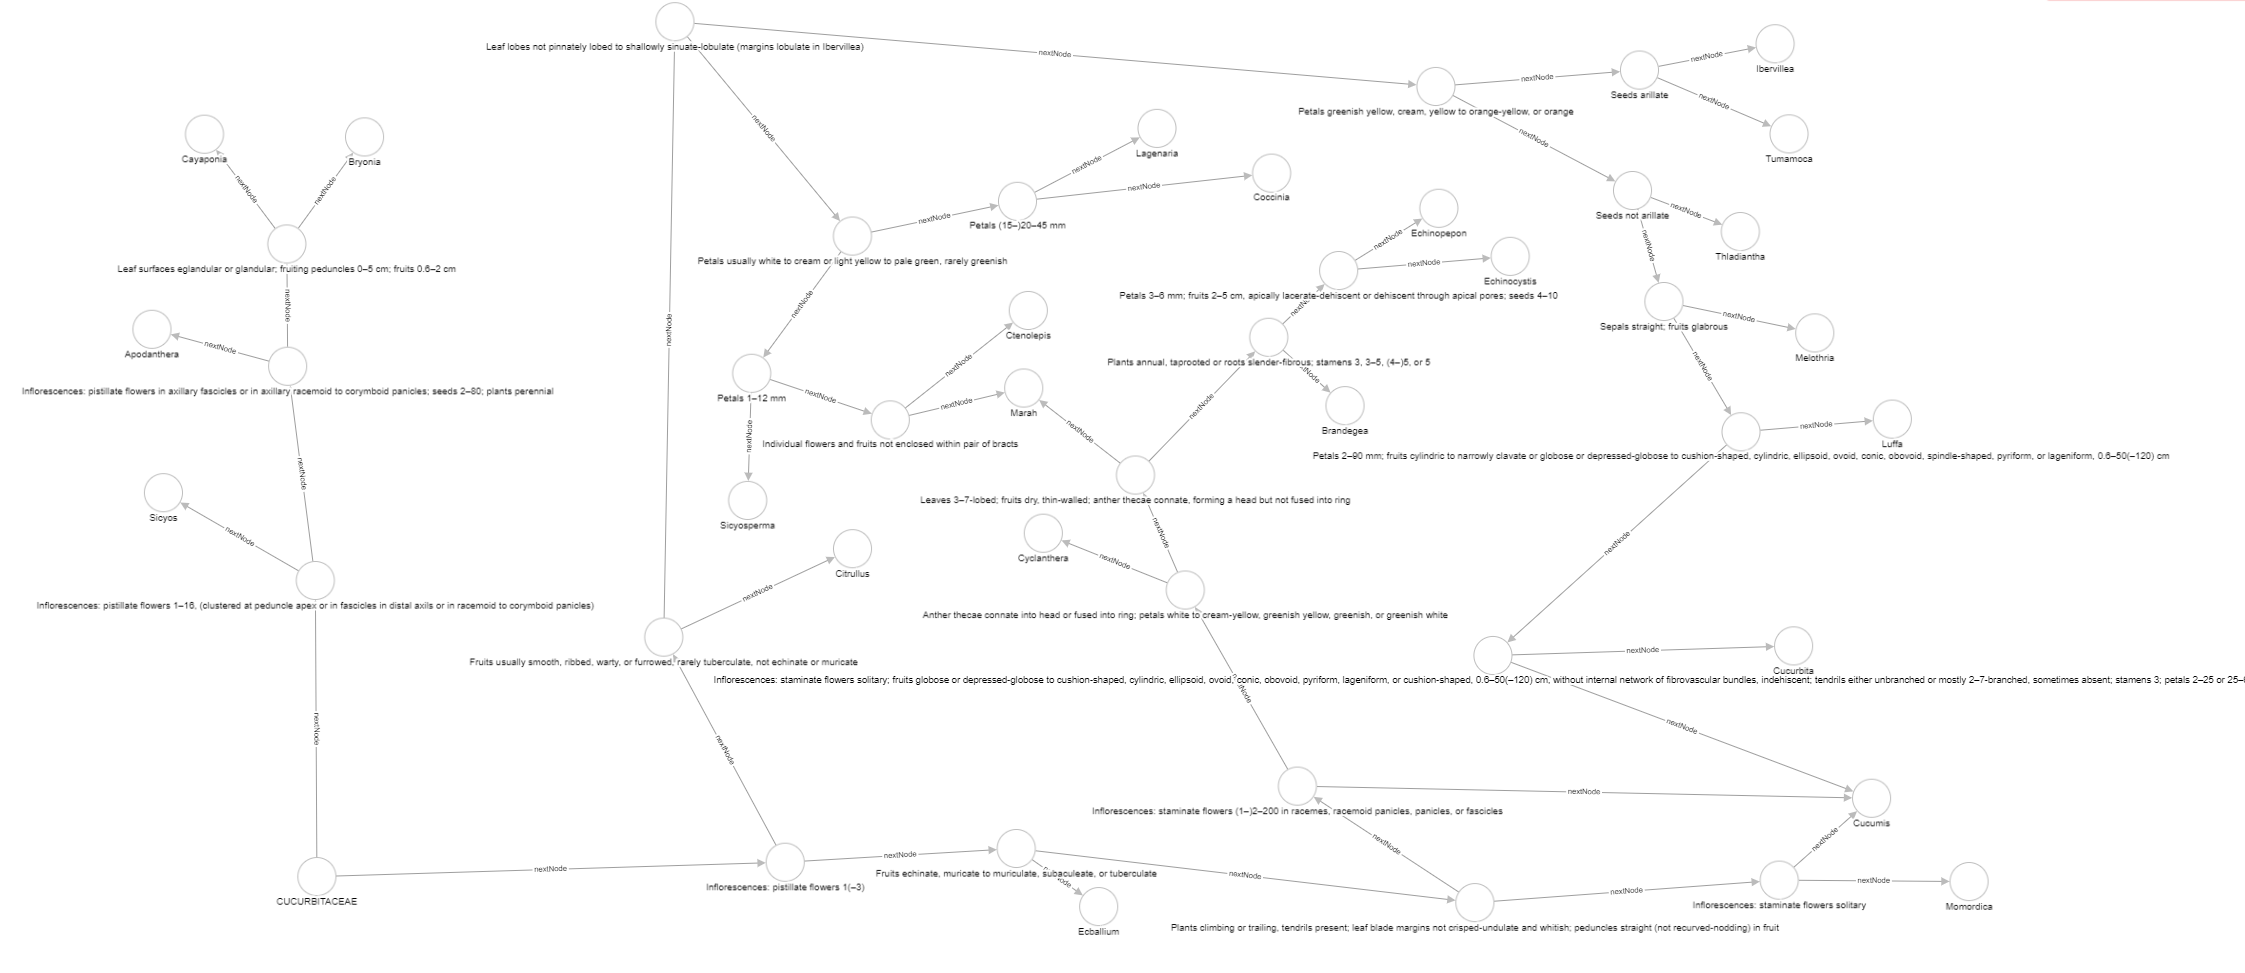 nextNode
Leaf lobes not pinnately lobed to shallowly sinuate-lobulate (margins lobulate in Ibervillea)
nextNode
Ibervillea
nextNode
Seeds arillate
nextNode
Petals greenish yellow, cream, yellow to orange-yellow, or orange
nextNode
Tumamoca
nextNode
nextNode
Lagenaria
Cayaponia
Bryonia
nextNode
nextNode
Coccinia
nextNode
nextNode
nextNode
Petals (15–)20–45 mm
Seeds not arillate
nextNode
Echinopepon
nextNode
nextNode
Thladiantha
Petals usually white to cream or light yellow to pale green, rarely greenish
nextNode
Echinocystis
Leaf surfaces eglandular or glandular; fruiting peduncles 0–5 cm; fruits 0.6–2 cm
Petals 3–6 mm; fruits 2–5 cm, apically lacerate-dehiscent or dehiscent through apical pores; seeds 4–10
nextNode
nextNode
nextNode
nextNode
Sepals straight; fruits glabrous
Ctenolepis
nextNode
Melothria
nextNode
Apodanthera
Plants annual, taprooted or roots slender-fibrous; stamens 3, 3–5, (4–)5, or 5
nextNode
nextNode
Inflorescences: pistillate flowers in axillary fascicles or in axillary racemoid to corymboid panicles; seeds 2–80; plants perennial
Petals 1–12 mm
nextNode
nextNode
Marah
nextNode
Brandegea
nextNode
nextNode
nextNode
Luffa
Individual flowers and fruits not enclosed within pair of bracts
Petals 2–90 mm; fruits cylindric to narrowly clavate or globose or depressed-globose to cushion-shaped, cylindric, ellipsoid, ovoid, conic, obovoid, spindle-shaped, pyriform, or lageniform, 0.6–50(–120) cm
nextNode
Leaves 3–7-lobed; fruits dry, thin-walled; anther thecae connate, forming a head but not fused into ring
Sicyos
Sicyosperma
nextNode
nextNode
nextNode
Cyclanthera
nextNode
Citrullus
nextNode
Inflorescences: pistillate flowers 1–16, (clustered at peduncle apex or in fascicles in distal axils or in racemoid to corymboid panicles)
Anther thecae connate into head or fused into ring; petals white to cream-yellow, greenish yellow, greenish, or greenish white
nextNode
Fruits usually smooth, ribbed, warty, or furrowed, rarely tuberculate, not echinate or muricate
Cucurbita
Inflorescences: staminate flowers solitary; fruits globose or depressed-globose to cushion-shaped, cylindric, ellipsoid, ovoid, conic, obovoid, pyriform, lageniform, or cushion-shaped, 0.6–50(–120) cm, without internal network of fibrovascular bundles, indehiscent; tendrils either unbranched or mostly 2–7-branched, sometimes absent; stamens 3; petals 2–25 or 25–
nextNode
nextNode
nextNode
nextNode
nextNode
Inflorescences: staminate flowers (1–)2–200 in racemes, racemoid panicles, panicles, or fascicles
Cucumis
nextNode
nextNode
nextNode
nextNode
Fruits echinate, muricate to muriculate, subaculeate, or tuberculate
nextNode
nextNode
nextNode
Inflorescences: pistillate flowers 1(–3)
nextNode
CUCURBITACEAE
Inflorescences: staminate flowers solitary
Momordica
Ecballium
Plants climbing or trailing, tendrils present; leaf blade margins not crisped-undulate and whitish; peduncles straight (not recurved-nodding) in fruit